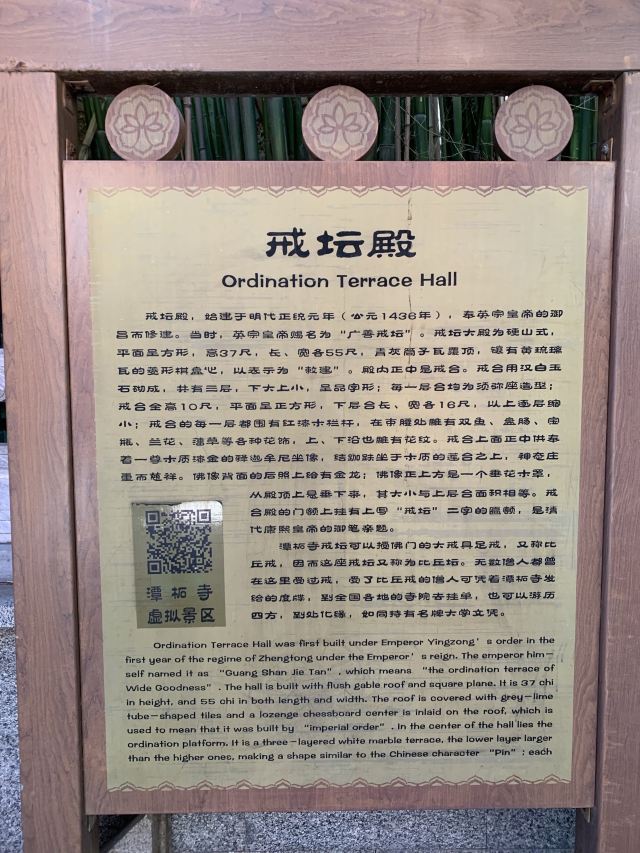 戒坛殿
Ordination Terrace Hall
戒坛殿，始建于明代正统元年（公元1436年），奉英宗皇帝的御
旨而修建。当时，英宗皇帝赐名为“广善戒坛”。戒坛大殿为硬山式，
平面呈方形，高37尺，长、宽各55尺，青灰筒子瓦覆顶，镶有黄琉璃
瓦的菱形棋盘心，以表示为“敕建”。殿内正中是戒台。戒台用汉白玉
石砌成，共有三层，下大上小，呈品字形；每一层台均为须弥座造型；
戒台全高10尺，平面呈正方形，下层台长、宽各16尺，以上逐层缩
小；戒台的每一层都围有红漆木栏杆，在束腰处雕有双鱼、盘肠、宝
瓶、兰花、蒲草等各种花饰，上、下沿也雕有花纹。戒台上面正中供奉
着一尊木质漆金的释迦牟尼坐像，结跏趺坐于木质的莲台之上，神态庄
重而慈祥。佛像背面的后照上绘有金龙；佛像正上方是一个垂花木罩，
从殿顶上悬垂下来，其大小与上层台面积相等。戒
台殿的门额上挂有上写“戒坛”二字的匾额，是清
代康熙皇帝的御笔亲题。
潭柘寺戒坛可以授佛门的大戒具足戒，又称比
丘戒，因而这座戒坛又称为比丘坛。无数僧人都曾
在这里受过戒，受了比丘戒的僧人可凭着潭柘寺发
给的度牒，到全国各地的寺院去挂单，也可以游历
四方，到处化缘，如同持有名牌大学文凭。
潭柘寺
虚拟景区
Ordination Terrace Hall was first built under Emperor Yingzong's order in the
first year of the regime of Zhengtong under the Emperor's reign. The emperor him-
self named it as "Guang Shan Jie Tan", which means "the ordination terrace of
Wide Goodness". The hall is built with flush gable roof and square plane. It is 37 chi
in height, and 55 chi in both length and width. The roof is covered with grey-lime
tube-shaped tiles and a lozenge chessboard center is inlaid on the roof, which is
used to mean that it was built by "imperial order". In the center of the hall lies the
ordination platform. It is a three-layered white marble terrace, the lower layer larger
than the higher ones, making a shape similar to the Chinese character "Pin"; each